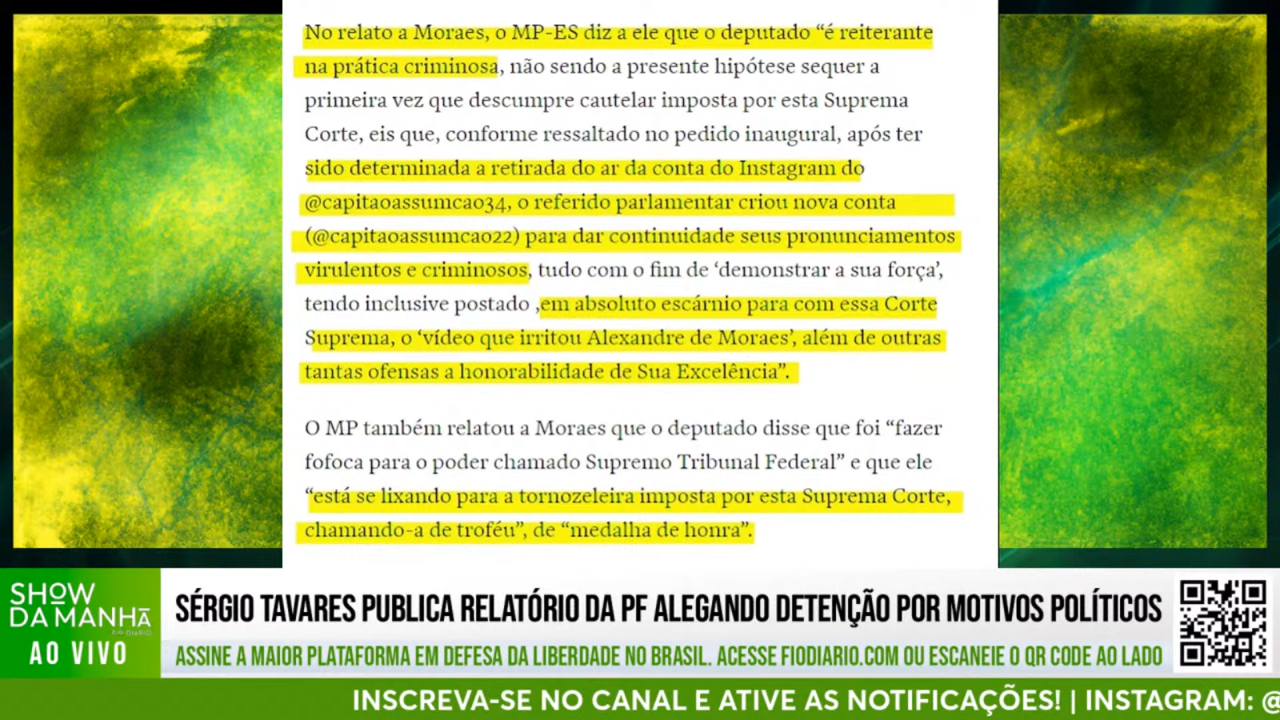 No relato a Moraes, o MP-ES diz a ele que o deputado “é reiterante
na prática criminosa, não sendo a presente hipótese sequer a
primeira vez que descumpre cautelar imposta por esta Suprema
Corte, eis que, conforme ressaltado no pedido inaugural, após ter
sido determinada a retirada do ar da conta do Instagram do
@capitaoassumcao34, o referido parlamentar criou nova conta
(@capitaoassumcao22) para dar continuidade seus pronunciamentos
virulentos e criminosos, tudo com o fim de ‘demonstrar a sua força’,
tendo inclusive postado ,em absoluto escárnio para com essa Corte
Suprema, o ‘vídeo que irritou Alexandre de Moraes’, além de outras
tantas ofensas a honorabilidade de Sua Excelência”.
O MP também relatou a Moraes que o deputado disse que foi “fazer
fofoca para o poder chamado Supremo Tribunal Federal” e que ele
“está se lixando para a tornozeleira imposta por esta Suprema Corte,
chamando-a de troféu”, de “medalha de honra”.
SHOW
DA MANHÃ
FIO DIÁRIO
AO VIVO
SÉRGIO TAVARES PUBLICA RELATÓRIO DA PF ALEGANDO DETENÇÃO POR MOTIVOS POLÍTICOS
ASSINE A MAIOR PLATAFORMA EM DEFESA DA LIBERDADE NO BRASIL. ACESSE FIODIARIO.COM OU ESCANEIE O QR CODE AO LADO
INSCREVA-SE NO CANAL E ATIVE AS NOTIFICAÇÕES! | INSTAGRAM: @